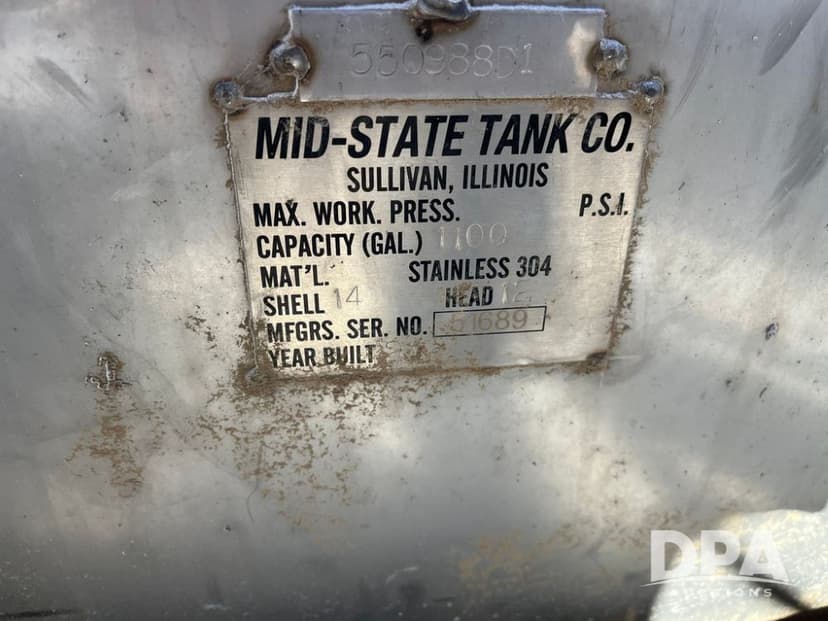 550988D1
MID-STATE TANK CO.
SULLIVAN, ILLINOIS
MAX. WORK. PRESS. P.S.I.
CAPACITY (GAL.) 1100
MAT'L. STAINLESS 304
SHELL 14 HEAD 12
MFGRS. SER. NO. 51689
YEAR BUILT
DPA
AUCTIONS